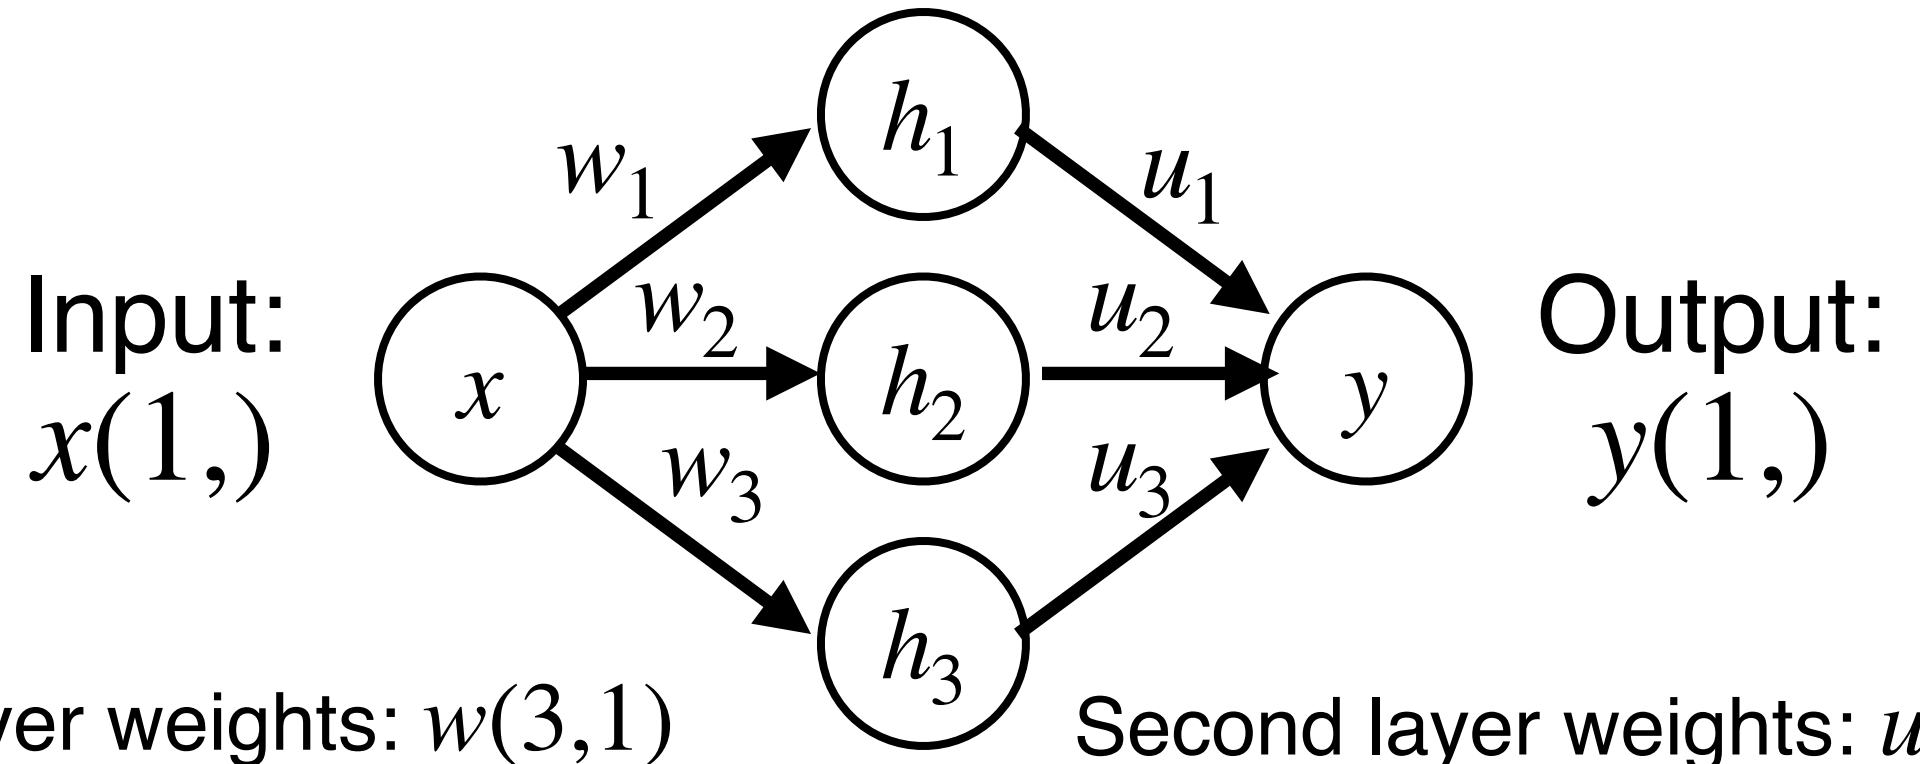 h₁
w₁
u₁
Input:
x(1,)
x
w₂
h₂
u₂
y
Output:
y(1,)
w₃
u₃
h₃
weights: w(3,1)
Second layer weights: u